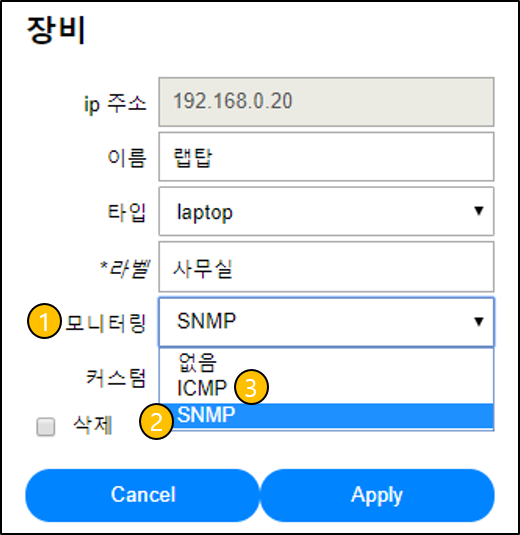 장비
ip 주소 192.168.0.20
이름 랩탑
타입 laptop ▼
*라벨 사무실
1 모니터링 SNMP ▼
없음
커스텀 ICMP 3
삭제 2 SNMP
Cancel Apply